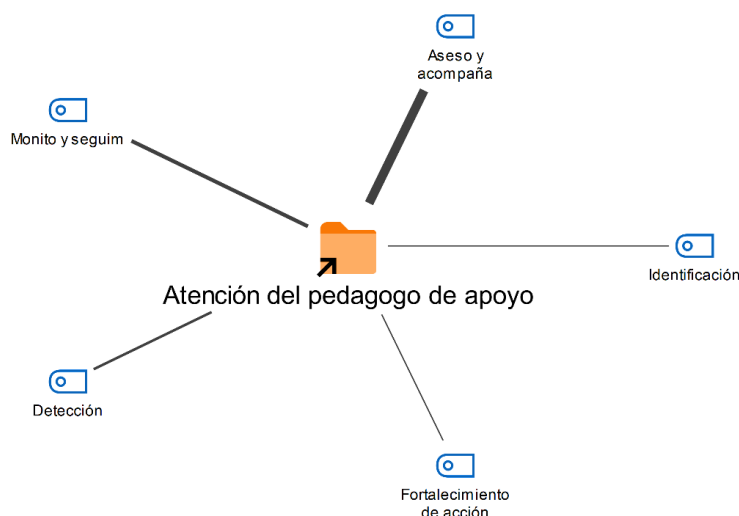 Aseso y
acompaña
Monito y seguim
Identificación
Atención del pedagogo de apoyo
Detección
Fortalecimiento
de acción